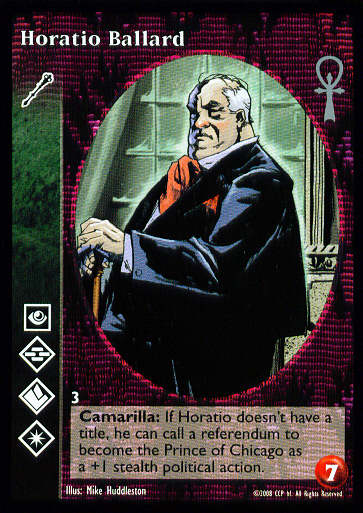 Horatio Ballard
3
Camarilla: If Horatio doesn't have a
title, he can call a referendum to
become the Prince of Chicago as
a +1 stealth political action.
7
Illus: Mike Huddleston
©2008 CCP hf. All Rights Reserved